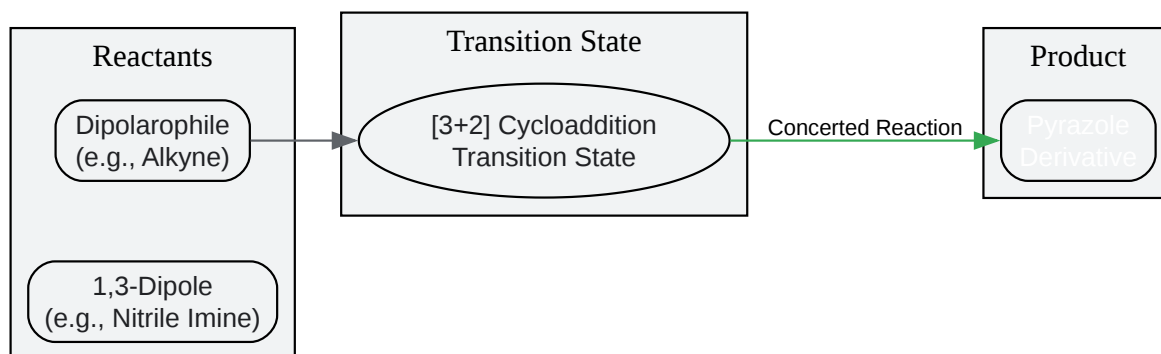 Reactants
Dipolarophile
(e.g., Alkyne)
1,3-Dipole
(e.g., Nitrile Imine)
Transition State
[3+2] Cycloaddition
Transition State
Concerted Reaction
Product
Pyrazole
Derivative